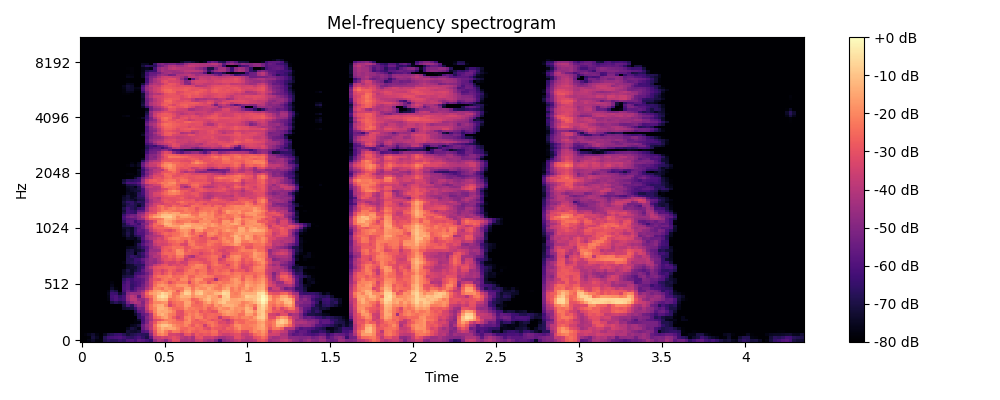 Mel-frequency spectrogram
+0 dB
8192
-10 dB
4096
-20 dB
-30 dB
2048
Hz
-40 dB
1024
-50 dB
512
-60 dB
-70 dB
0
-80 dB
0 0.5 1 1.5 2 2.5 3 3.5 4
Time